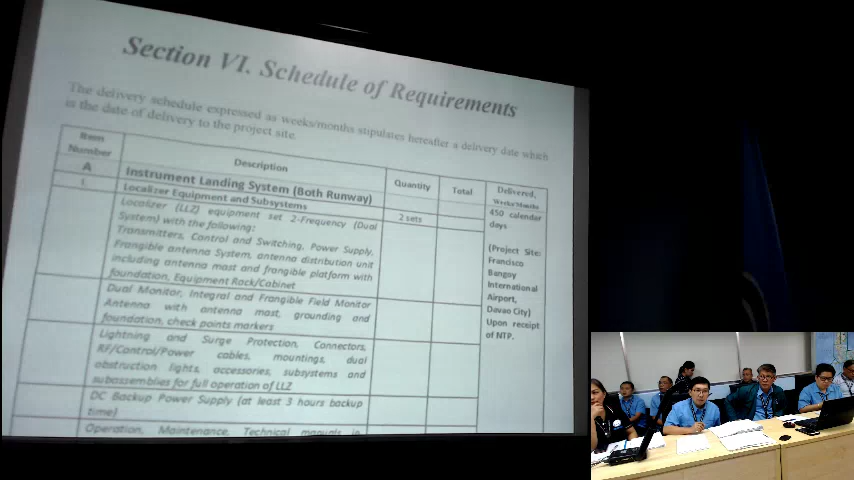 Section VI. Schedule of Requirements
The delivery schedule expressed as weeks/months stipulates hereafter a delivery date which
is the date of delivery to the project site.
Item
Number
Description
Quantity
Total
Delivered,
Weeks/Months
A
Instrument Landing System (Both Runway)
Localizer Equipment and Subsystems
Localizer (LLZ) equipment set 2-Frequency (Dual
System) with the following:
Transmitters, Control and Switching, Power Supply,
Frangible antenna System, antenna distribution unit
including antenna mast and frangible platform with
foundation, Equipment Rack/Cabinet
2 sets
450 calendar
days
(Project Site:
Francisco
Bangoy
International
Airport,
Davao City)
Upon receipt
of NTP.
Dual Monitor, Integral and Frangible Field Monitor
Antenna with antenna mast, grounding and
foundation, check points markers
Lightning and Surge Protection, Connectors,
RF/Control/Power cables, mountings, dual
obstruction lights, accessories, subsystems and
subassemblies for full operation of LLZ
DC Backup Power Supply (at least 3 hours backup
time)
Operation, Maintenance, Technical manuals in